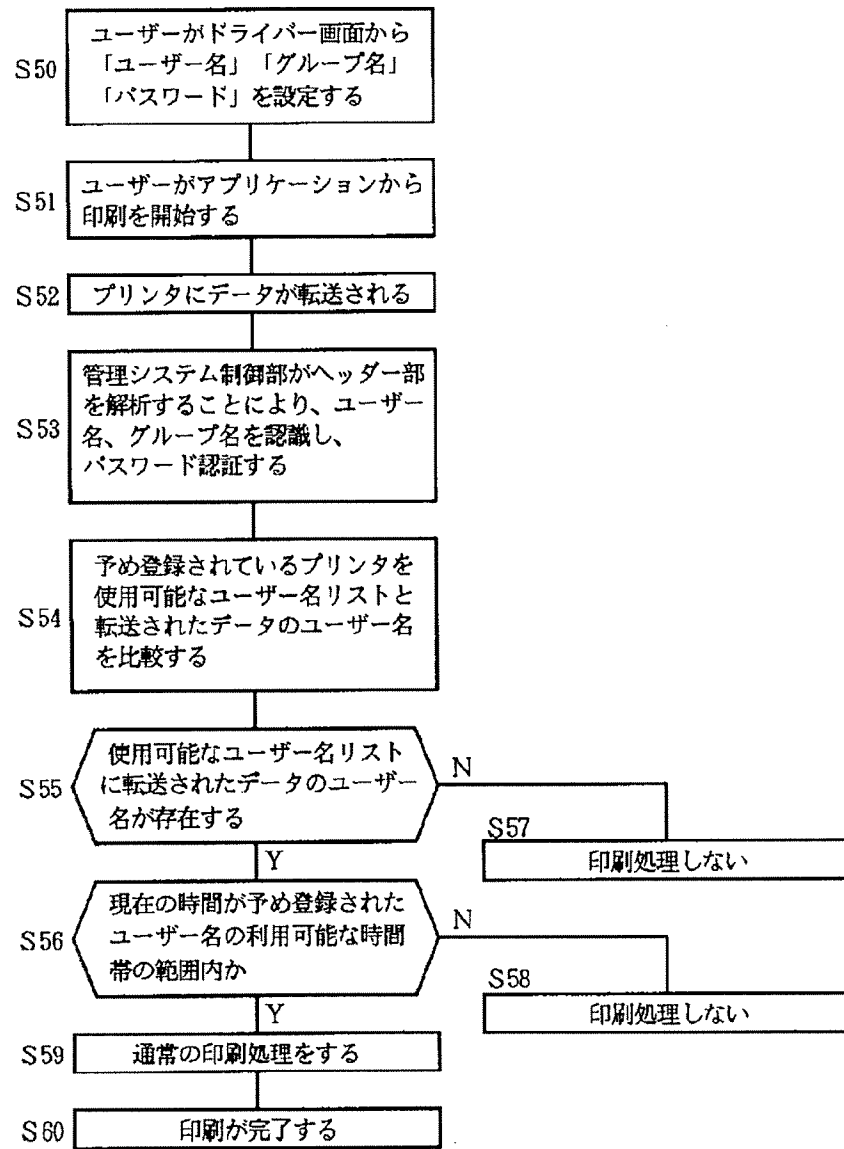 S50
ユーザーがドライバー画面から
「ユーザー名」「グループ名」
「パスワード」を設定する
S51
ユーザーがアプリケーションから
印刷を開始する
S52
プリンタにデータが転送される
S53
管理システム制御部がヘッダー部
を解析することにより、ユーザー
名、グループ名を認識し、
パスワード認証する
S54
予め登録されているプリンタを
使用可能なユーザー名リストと
転送されたデータのユーザー名
を比較する
S55
使用可能なユーザー名リスト
に転送されたデータのユーザー
名が存在する
N
S57
印刷処理しない
Y
S56
現在の時間が予め登録された
ユーザー名の利用可能な時間
帯の範囲内か
N
S58
印刷処理しない
Y
S59
通常の印刷処理をする
S60
印刷が完了する